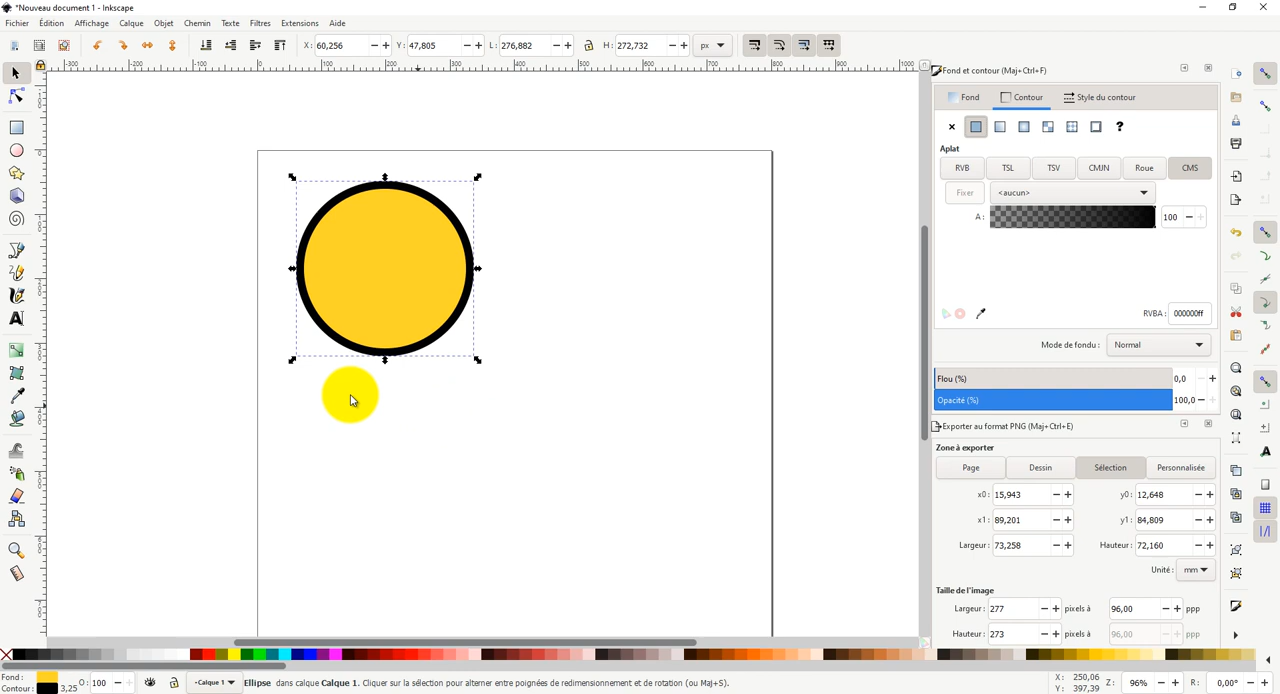 *Nouveau document 1 - Inkscape
Fichier Édition Affichage Calque Objet Chemin Texte Filtres Extensions Aide
X: 60,256 Y: 47,805 L: 276,882 H: 272,732 px
Fond et contour (Maj+Ctrl+F)
Fond Contour Style du contour
Aplat
RVB TSL TSV CMJN Roue CMS
Fixer <aucun>
A: 100
RVBA: 000000ff
Mode de fondu : Normal
Flou (%) 0,0
Opacité (%) 100,0
Exporter au format PNG (Maj+Ctrl+E)
Zone à exporter
Page Dessin Sélection Personnalisée
x0: 15,943 y0: 12,648
x1: 89,201 y1: 84,809
Largeur : 73,258 Hauteur : 72,160
Unité : mm
Taille de l'image
Largeur : 277 pixels à 96,00 ppp
Hauteur : 273 pixels à 96,00 ppp
Fond :
Contour : 3,25
O: 100
-Calque 1
Ellipse dans calque Calque 1. Cliquer sur la sélection pour alterner entre poignées de redimensionnement et de rotation (ou Maj+S).
X: 250,06
Y: 397,39
Z: 96% R: 0,00°